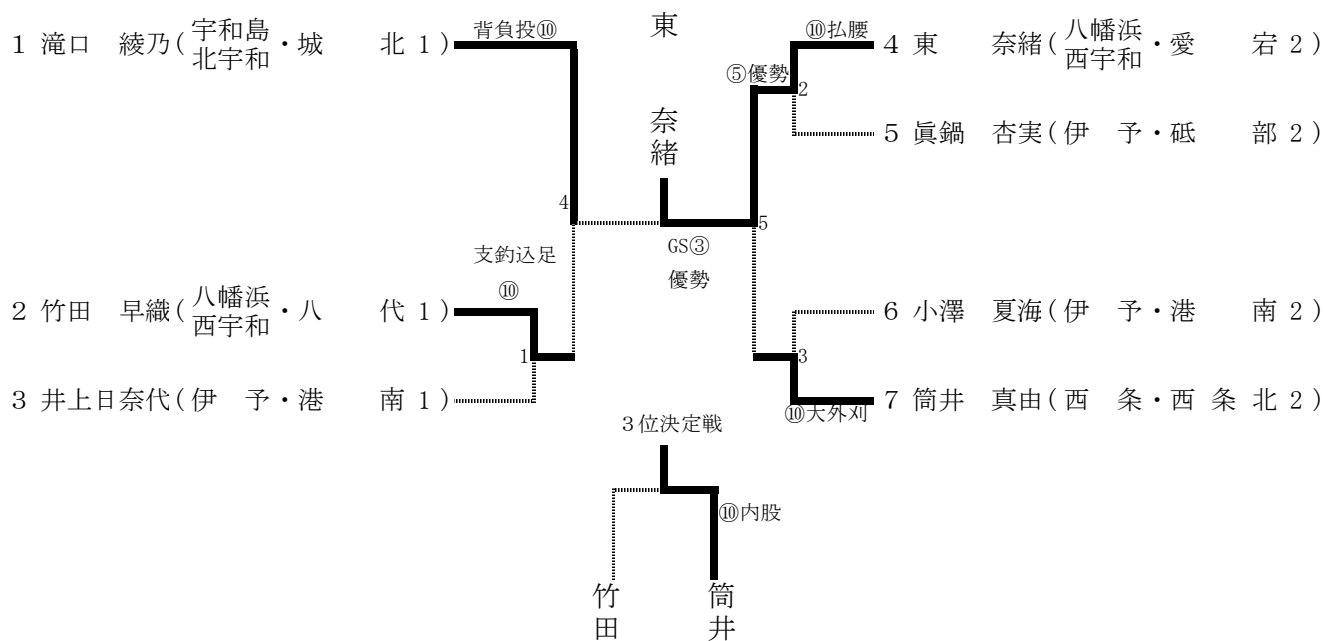 1 滝口 綾乃(宇和島 北宇和・城 北 1)
背負投⑩
東 奈緒
⑩払腰
4 東 奈緒(八幡浜 西宇和・愛 宕 2)
⑤優勢
2
5 眞鍋 杏実(伊 予・砥 部 2)
4
5
GS③
優勢
支釣込足
⑩
2 竹田 早織(八幡浜 西宇和・八 代 1)
6 小澤 夏海(伊 予・港 南 2)
1
3
3 井上日奈代(伊 予・港 南 1)
7 筒井 真由(西 条・西 条 北 2)
⑩大外刈
3位決定戦
⑩内股
竹田
筒井